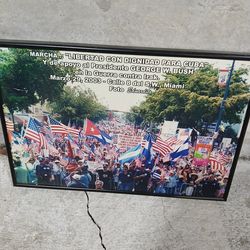 MARCHA - "LIBERTAD CON DIGNIDAD PARA CUBA"
Y de apoyo al Presidente GEORGE W. BUSH
en la Guerra contra Irak.
Marzo 29, 2003 - Calle 8 del S.W. Miami
Foto